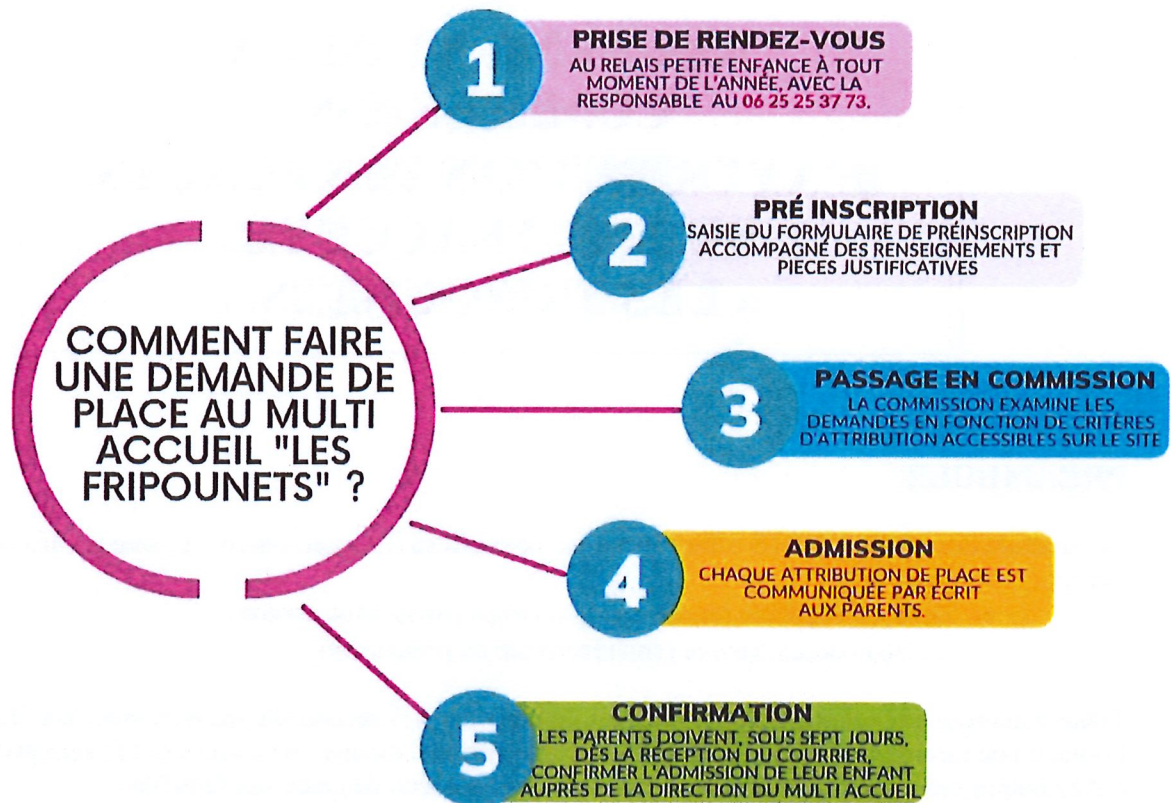 1
PRISE DE RENDEZ-VOUS
AU RELAIS PETITE ENFANCE À TOUT
MOMENT DE L'ANNÉE, AVEC LA
RESPONSABLE AU 06 25 25 37 73.
2
PRÉ INSCRIPTION
SAISIE DU FORMULAIRE DE PRÉINSCRIPTION
ACCOMPAGNÉ DES RENSEIGNEMENTS ET
PIECES JUSTIFICATIVES
COMMENT FAIRE
UNE DEMANDE DE
PLACE AU MULTI
ACCUEIL "LES
FRIPOUNETS" ?
3
PASSAGE EN COMMISSION
LA COMMISSION EXAMINE LES
DEMANDES EN FONCTION DE CRITÈRES
D'ATTRIBUTION ACCESSIBLES SUR LE SITE
4
ADMISSION
CHAQUE ATTRIBUTION DE PLACE EST
COMMUNIQUÉE PAR ÉCRIT
AUX PARENTS.
5
CONFIRMATION
LES PARENTS DOIVENT, SOUS SEPT JOURS,
DÈS LA RÉCEPTION DU COURRIER,
CONFIRMER L'ADMISSION DE LEUR ENFANT
AUPRÈS DE LA DIRECTION DU MULTI ACCUEIL